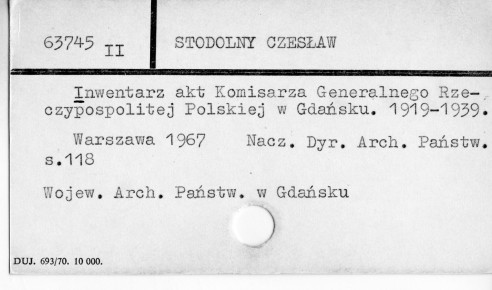 63745 II STODOLNY CZESŁAW
Inwentarz akt Komisarza Generalnego Rze-
czypospolitej Polskiej w Gdańsku. 1919-1939.
Warszawa 1967 Nacz. Dyr. Arch. Państw.
s.118
Wojew. Arch. Państw. w Gdańsku
DUJ. 693/70. 10 000.